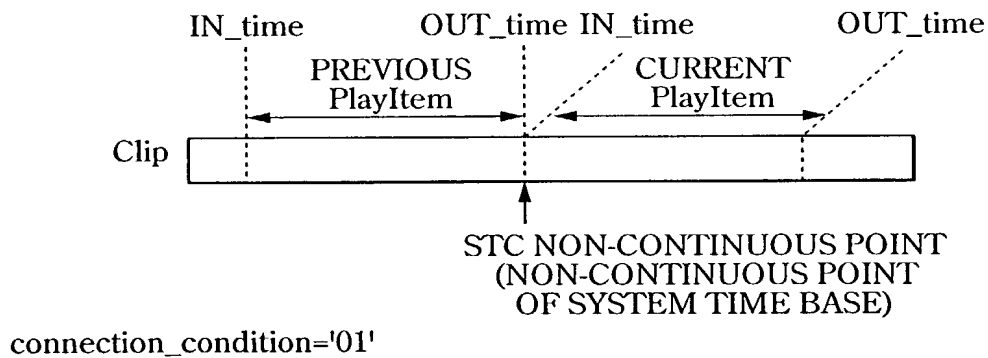 IN_time OUT_time IN_time OUT_time
PREVIOUS
PlayItem
CURRENT
PlayItem
Clip
STC NON-CONTINUOUS POINT
(NON-CONTINUOUS POINT
OF SYSTEM TIME BASE)
connection_condition='01'